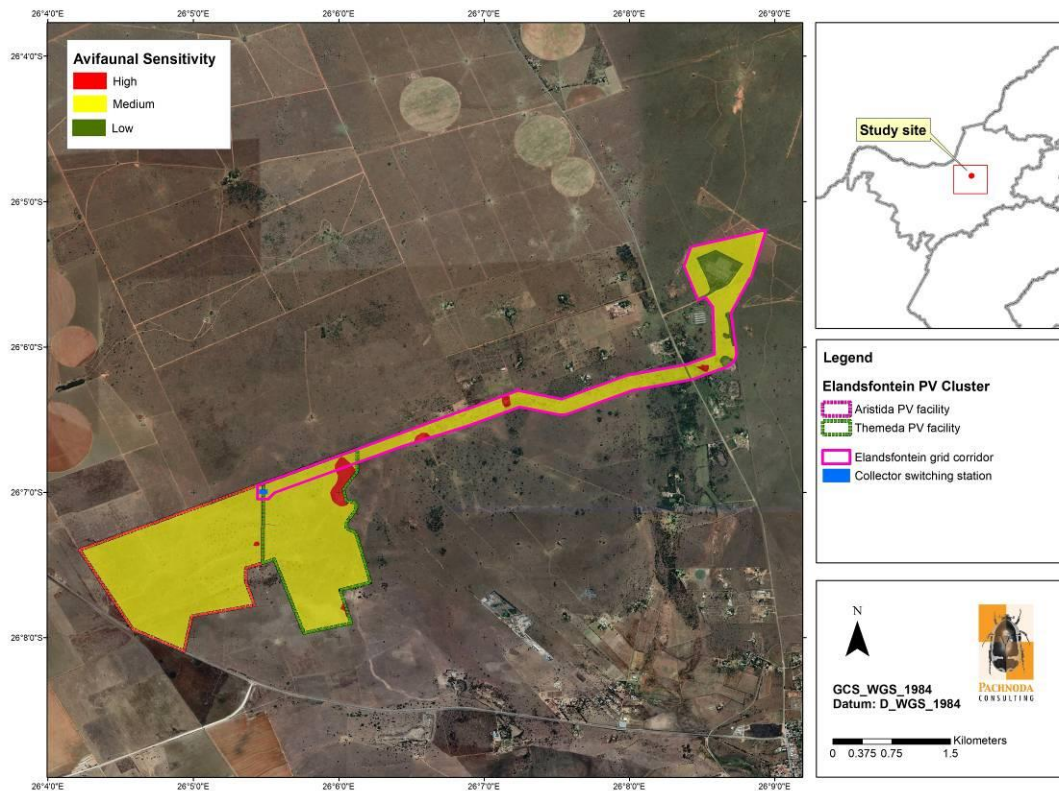 26°4'0"E
26°5'0"E
26°6'0"E
26°7'0"E
26°8'0"E
26°9'0"E
26°4'0"S
26°5'0"S
26°6'0"S
26°7'0"S
26°8'0"S
Avifaunal Sensitivity
High
Medium
Low
26°4'0"E
26°5'0"E
26°6'0"E
26°7'0"E
26°8'0"E
26°9'0"E
Study site
Legend
Elandsfontein PV Cluster
Aristida PV facility
Themeda PV facility
Elandsfontein grid corridor
Collector switching station
N
GCS_WGS_1984
Datum: D_WGS_1984
PACHNODA
CONSULTING
Kilometers
0 0.375 0.75 1.5